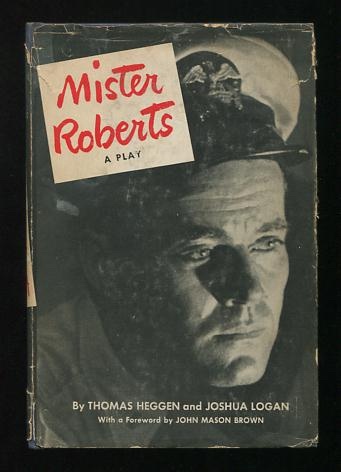 Mister
Roberts
A PLAY
By THOMAS HEGGEN and JOSHUA LOGAN
With a Foreword by JOHN MASON BROWN